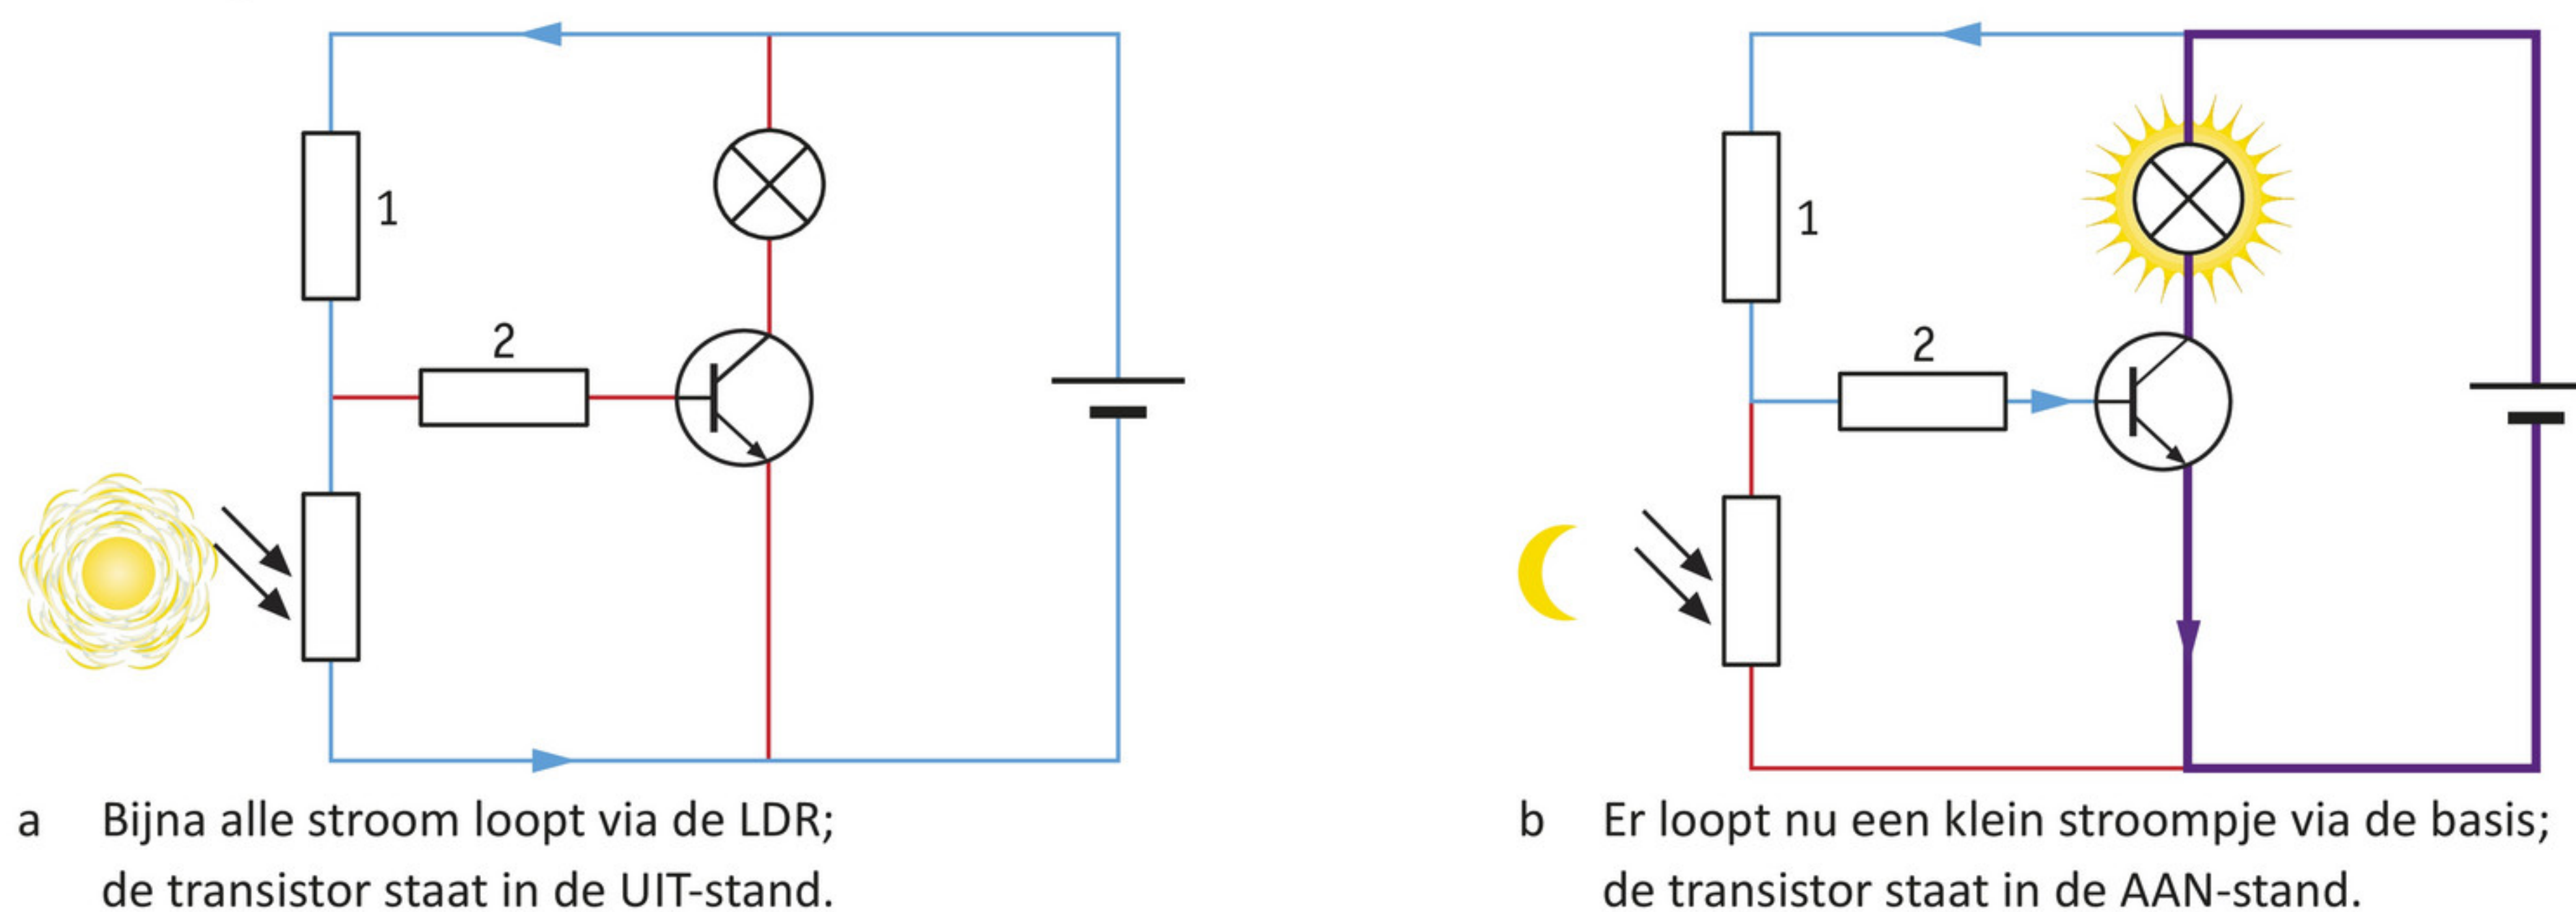 1
2
1
2
a Bijna alle stroom loopt via de LDR;
de transistor staat in de UIT-stand.
b Er loopt nu een klein stroompje via de basis;
de transistor staat in de AAN-stand.